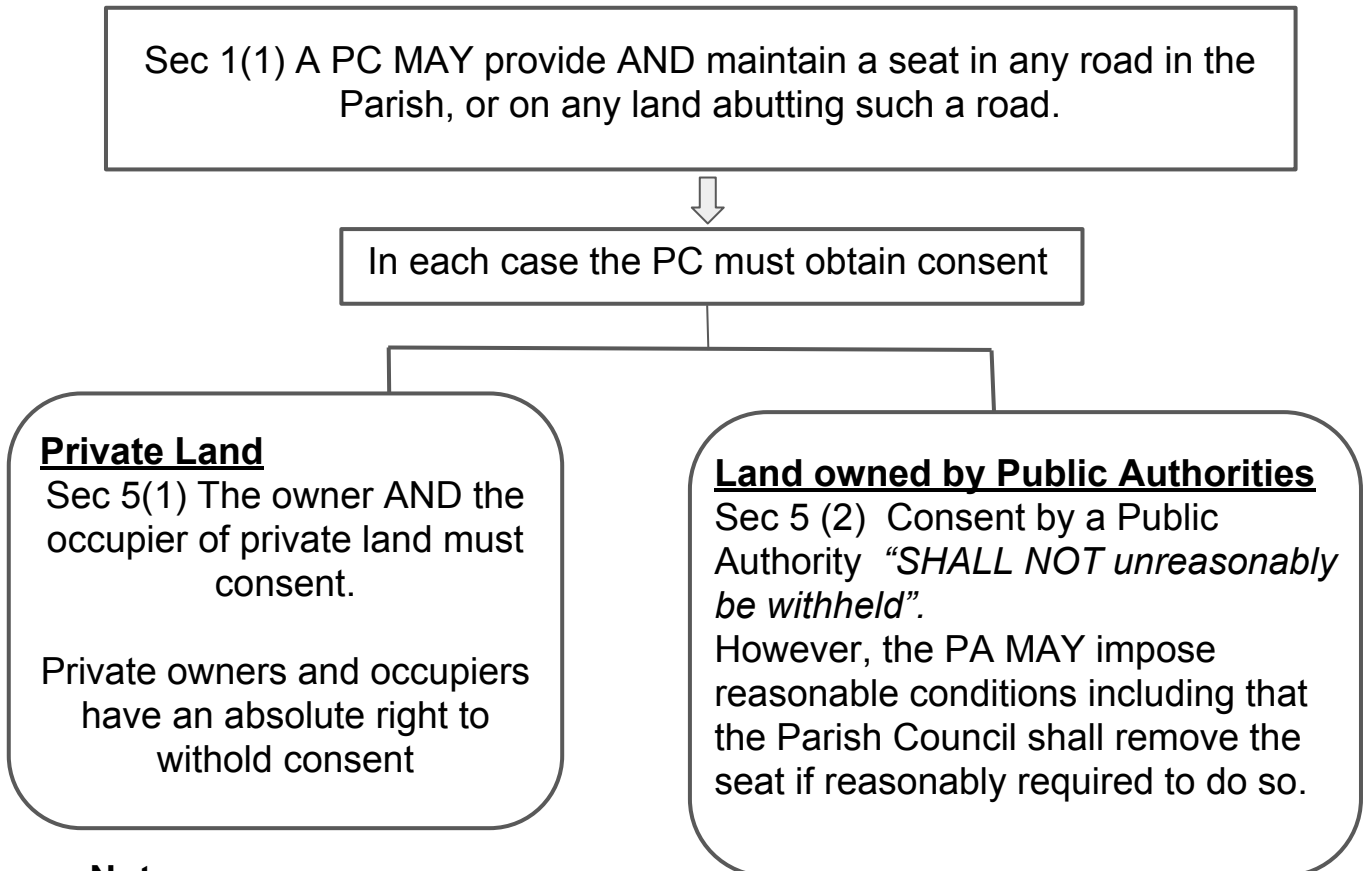 Sec 1(1) A PC MAY provide AND maintain a seat in any road in the
Parish, or on any land abutting such a road.
In each case the PC must obtain consent
Private Land
Sec 5(1) The owner AND the
occupier of private land must
consent.
Private owners and occupiers
have an absolute right to
withold consent
Land owned by Public Authorities
Sec 5 (2) Consent by a Public
Authority “SHALL NOT unreasonably
be withheld”.
However, the PA MAY impose
reasonable conditions including that
the Parish Council shall remove the
seat if reasonably required to do so.